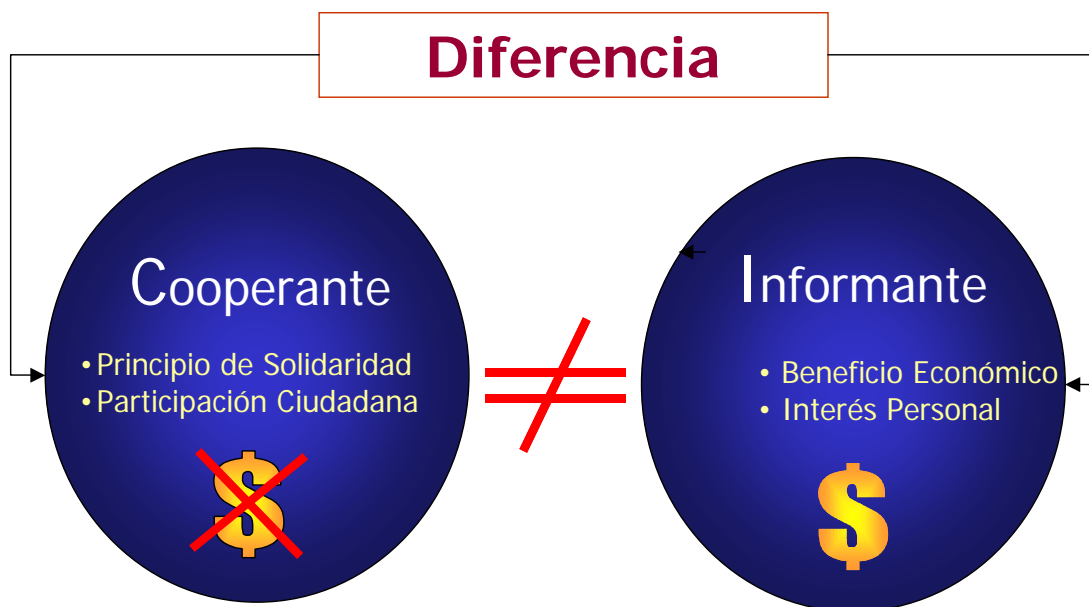 Diferencia
Cooperante
• Principio de Solidaridad
• Participación Ciudadana
$
Informante
• Beneficio Económico
• Interés Personal
$